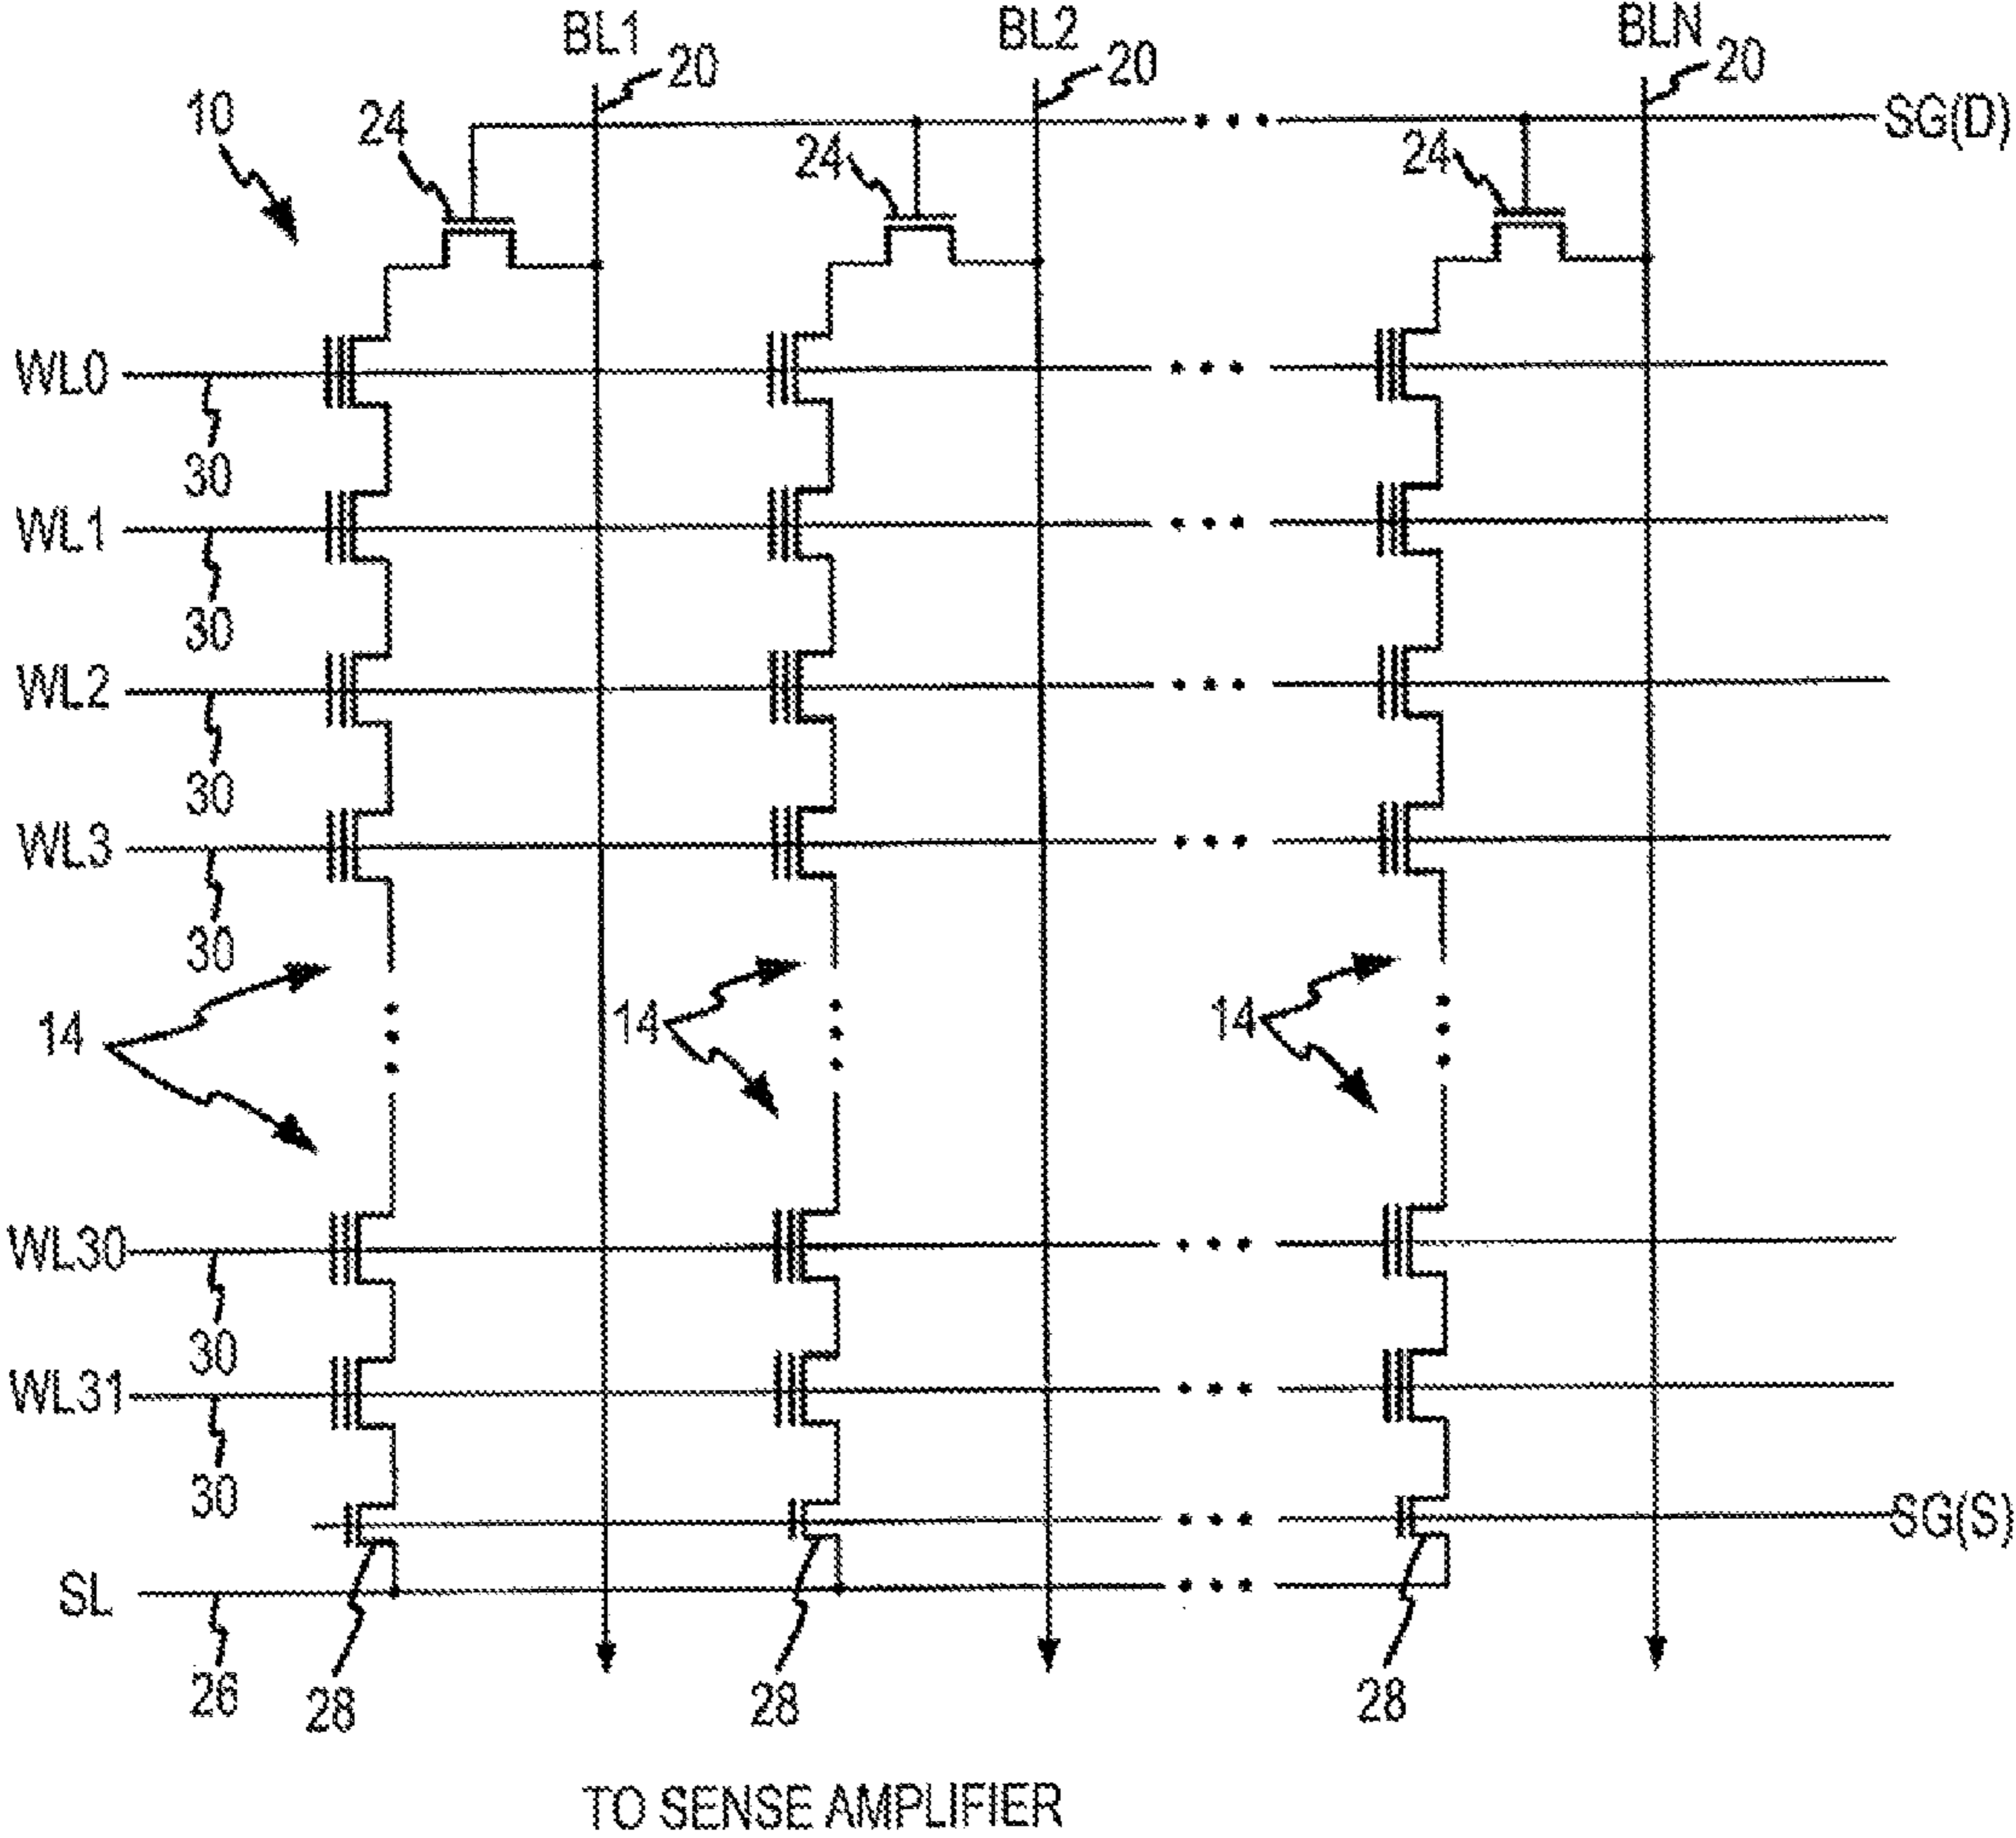 BL1 BL2 BLN
20 20 20
10 24 24 24 SG(D)
WL0
30
WL1
30
WL2
30
WL3
30
14 14 14
WL30
30
WL31
30
SG(S)
SL
26 28 28 28
TO SENSE AMPLIFIER